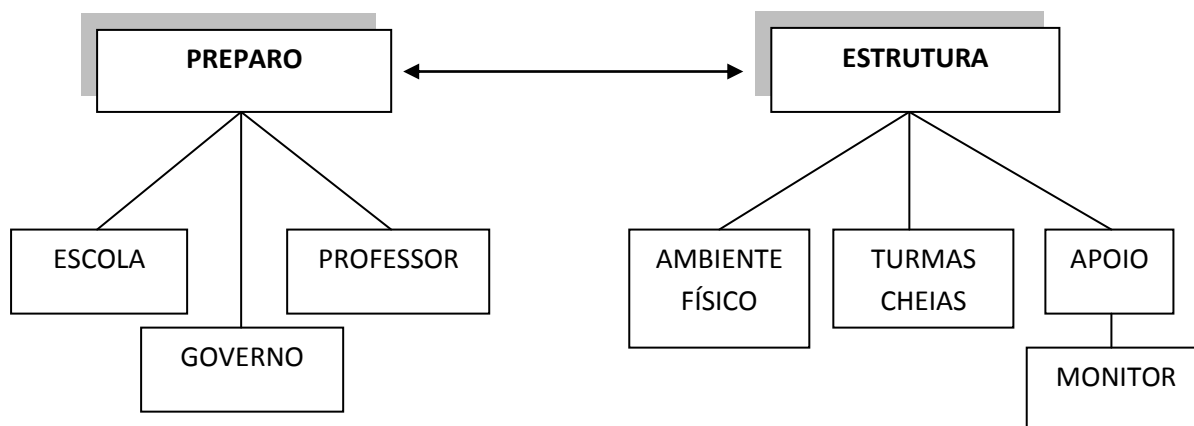 PREPARO
ESTRUTURA
ESCOLA
PROFESSOR
GOVERNO
AMBIENTE
FÍSICO
TURMAS
CHEIAS
APOIO
MONITOR